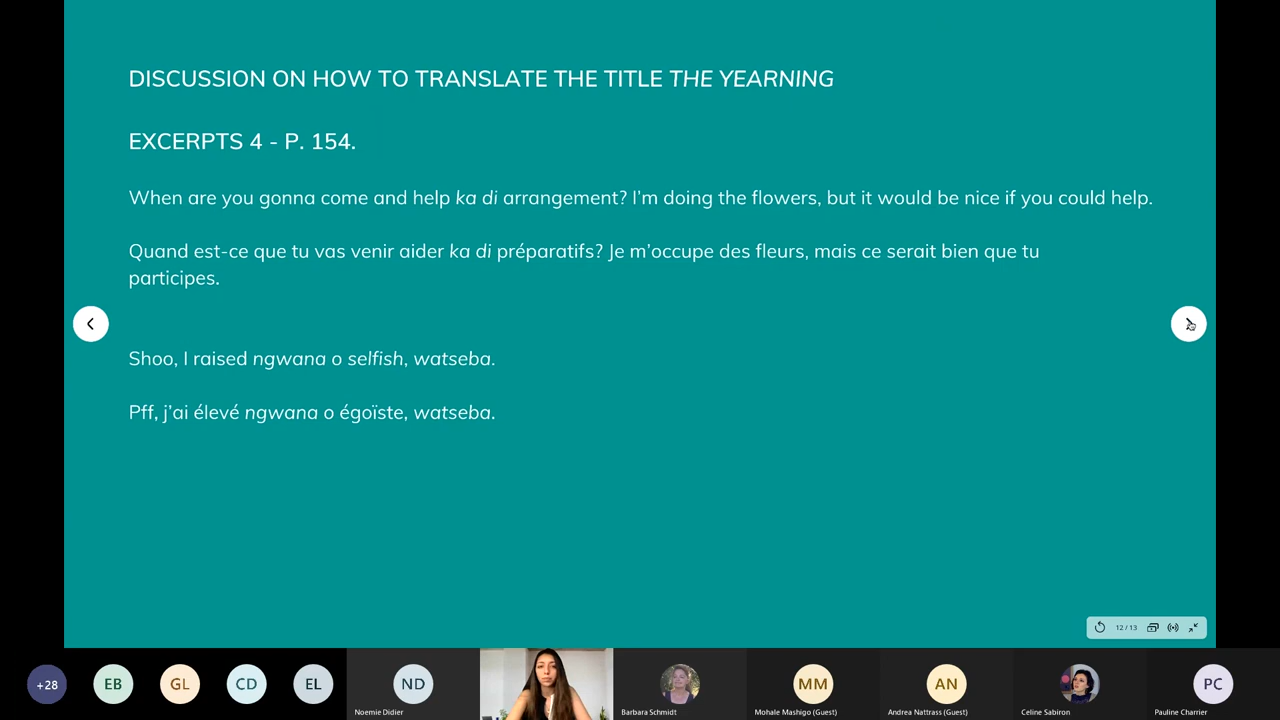 DISCUSSION ON HOW TO TRANSLATE THE TITLE THE YEARNING
EXCERPTS 4 - P. 154.
When are you gonna come and help ka di arrangement? I'm doing the flowers, but it would be nice if you could help.
Quand est-ce que tu vas venir aider ka di préparatifs? Je m'occupe des fleurs, mais ce serait bien que tu
participes.
Shoo, I raised ngwana o selfish, watseba.
Pff, j'ai élevé ngwana o égoïste, watseba.
12 / 13
+28
EB
GL
CD
EL
ND
MM
AN
PC
Noemie Didier
Barbara Schmidt
Mohale Mashigo (Guest)
Andrea Nattrass (Guest)
Celine Sabiron
Pauline Charrier